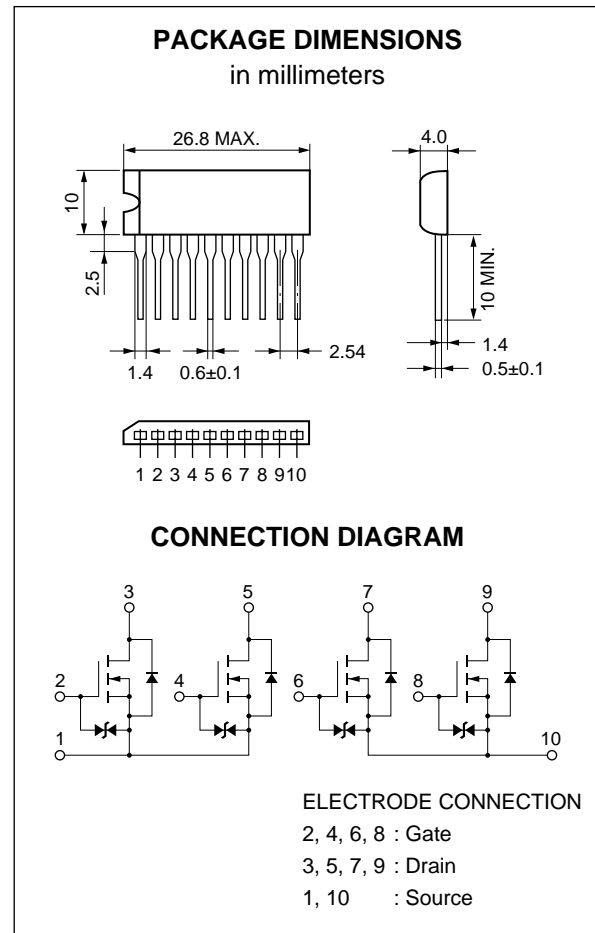 PACKAGE DIMENSIONS
in millimeters
26.8 MAX.
4.0
10
2.5
10 MIN.
2.54
1.4
1.4
0.6±0.1
0.5±0.1
1 2 3 4 5 6 7 8 9 10
CONNECTION DIAGRAM
3 5 7 9
2 4 6 8
1 10
ELECTRODE CONNECTION
2, 4, 6, 8 : Gate
3, 5, 7, 9 : Drain
1, 10 : Source